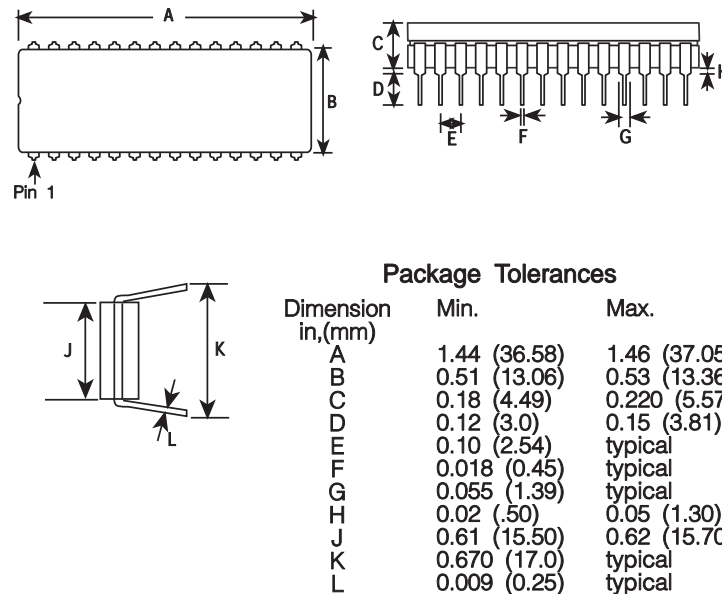 A
B
Pin 1
C
D
E
F
G
H
J
K
L
Package Tolerances
Dimension in,(mm) Min. Max.
A 1.44 (36.58) 1.46 (37.05
B 0.51 (13.06) 0.53 (13.36
C 0.18 (4.49) 0.220 (5.57
D 0.12 (3.0) 0.15 (3.81)
E 0.10 (2.54) typical
F 0.018 (0.45) typical
G 0.055 (1.39) typical
H 0.02 (.50) 0.05 (1.30)
J 0.61 (15.50) 0.62 (15.70
K 0.670 (17.0) typical
L 0.009 (0.25) typical